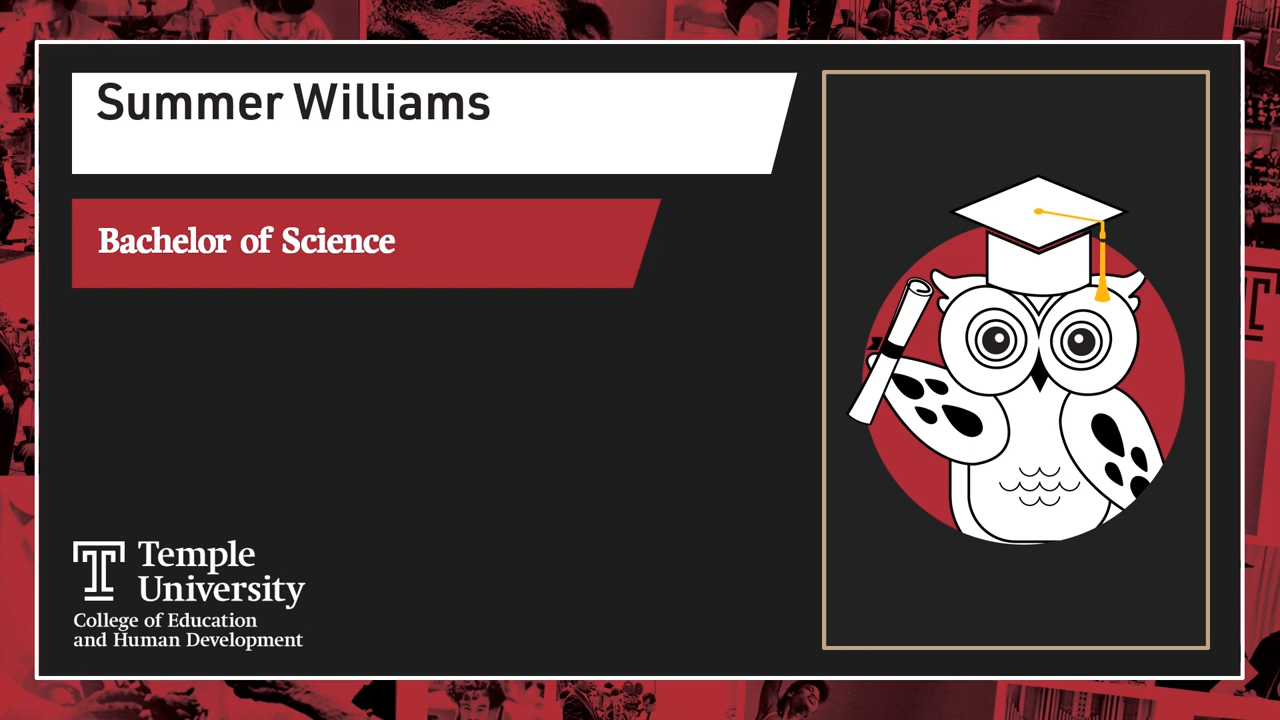 Summer Williams
Bachelor of Science
Temple
University
College of Education
and Human Development